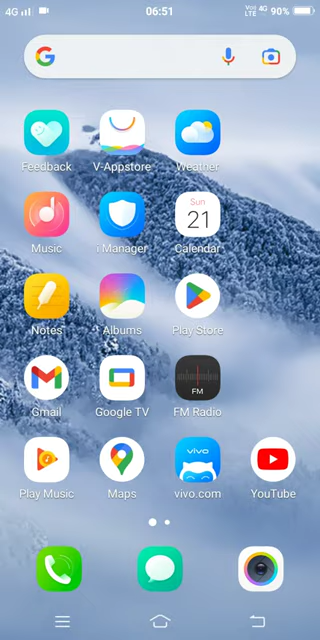 4G 06:51 Voo LTE 4G 90%
Feedback V-Appstore Weather
Sun
21
Music i Manager Calendar
Notes Albums Play Store
FM
Gmail Google TV FM Radio
vivo
Play Music Maps vivo.com YouTube